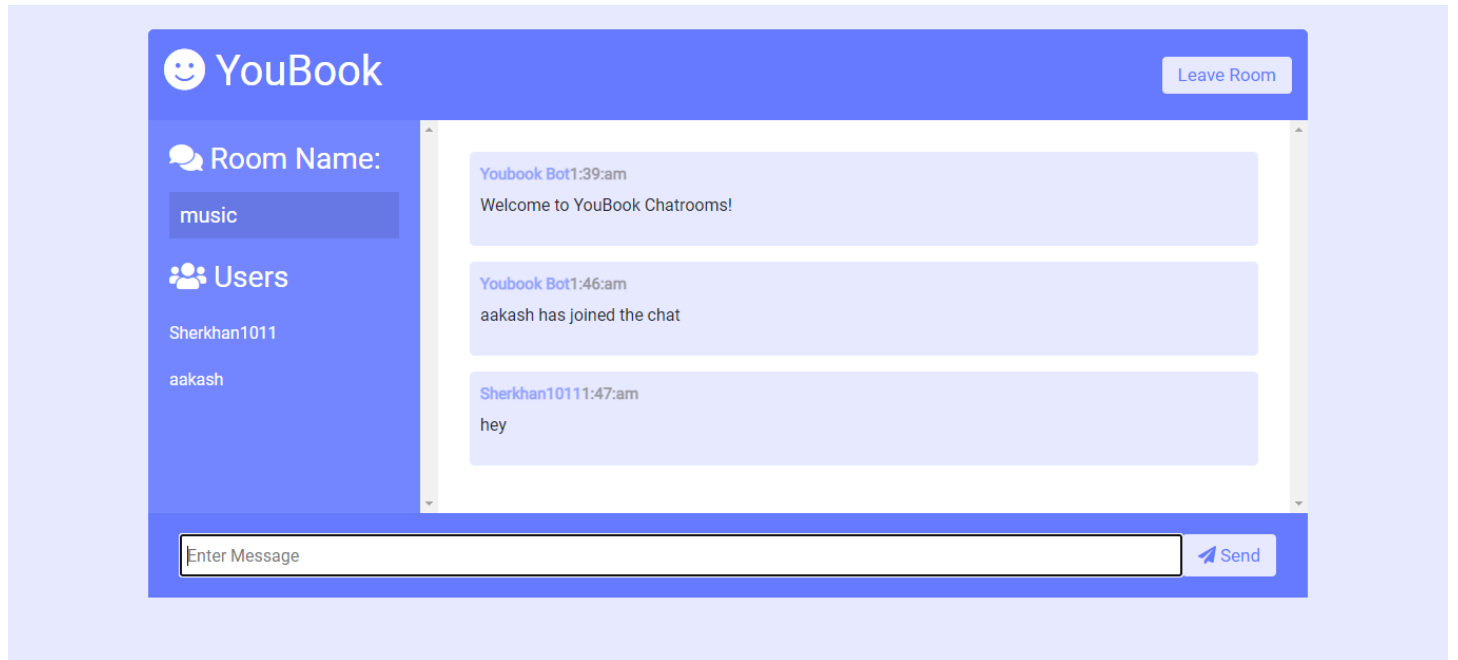 YouBook
Leave Room
Room Name:
music
Users
Sherkhan1011
aakash
Youbook Bot1:39:am
Welcome to YouBook Chatrooms!
Youbook Bot1:46:am
aakash has joined the chat
Sherkhan10111:47:am
hey
Enter Message
Send